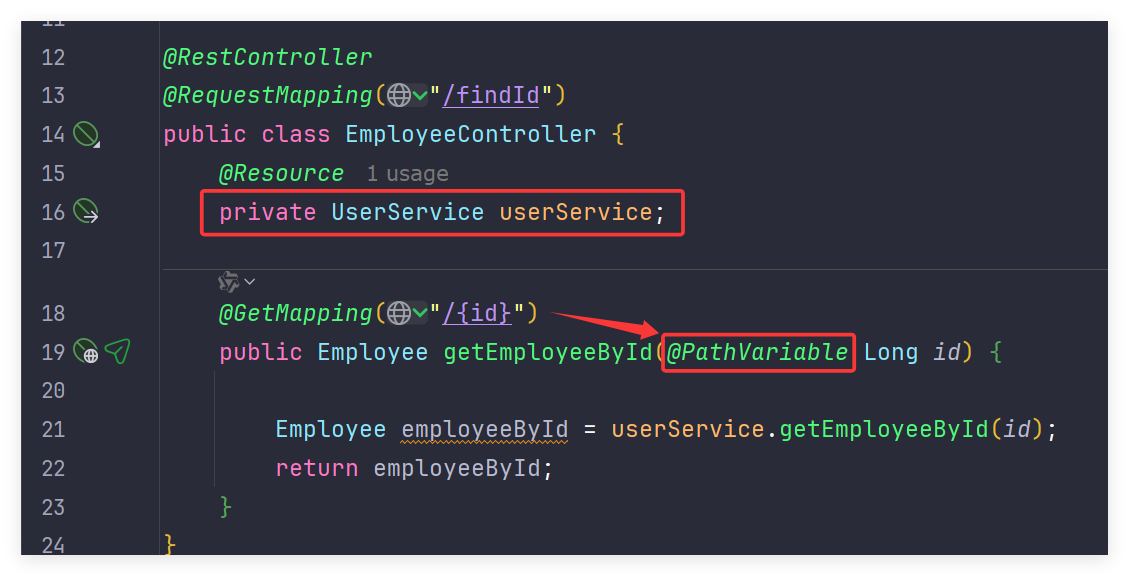 12 @RestController
13 @RequestMapping("/findId")
14 public class EmployeeController {
15 @Resource 1 usage
16 private UserService userService;
17
18 @GetMapping("/{id}")
19 public Employee getEmployeeById(@PathVariable Long id) {
20
21 Employee employeeById = userService.getEmployeeById(id);
22 return employeeById;
23 }
24 }